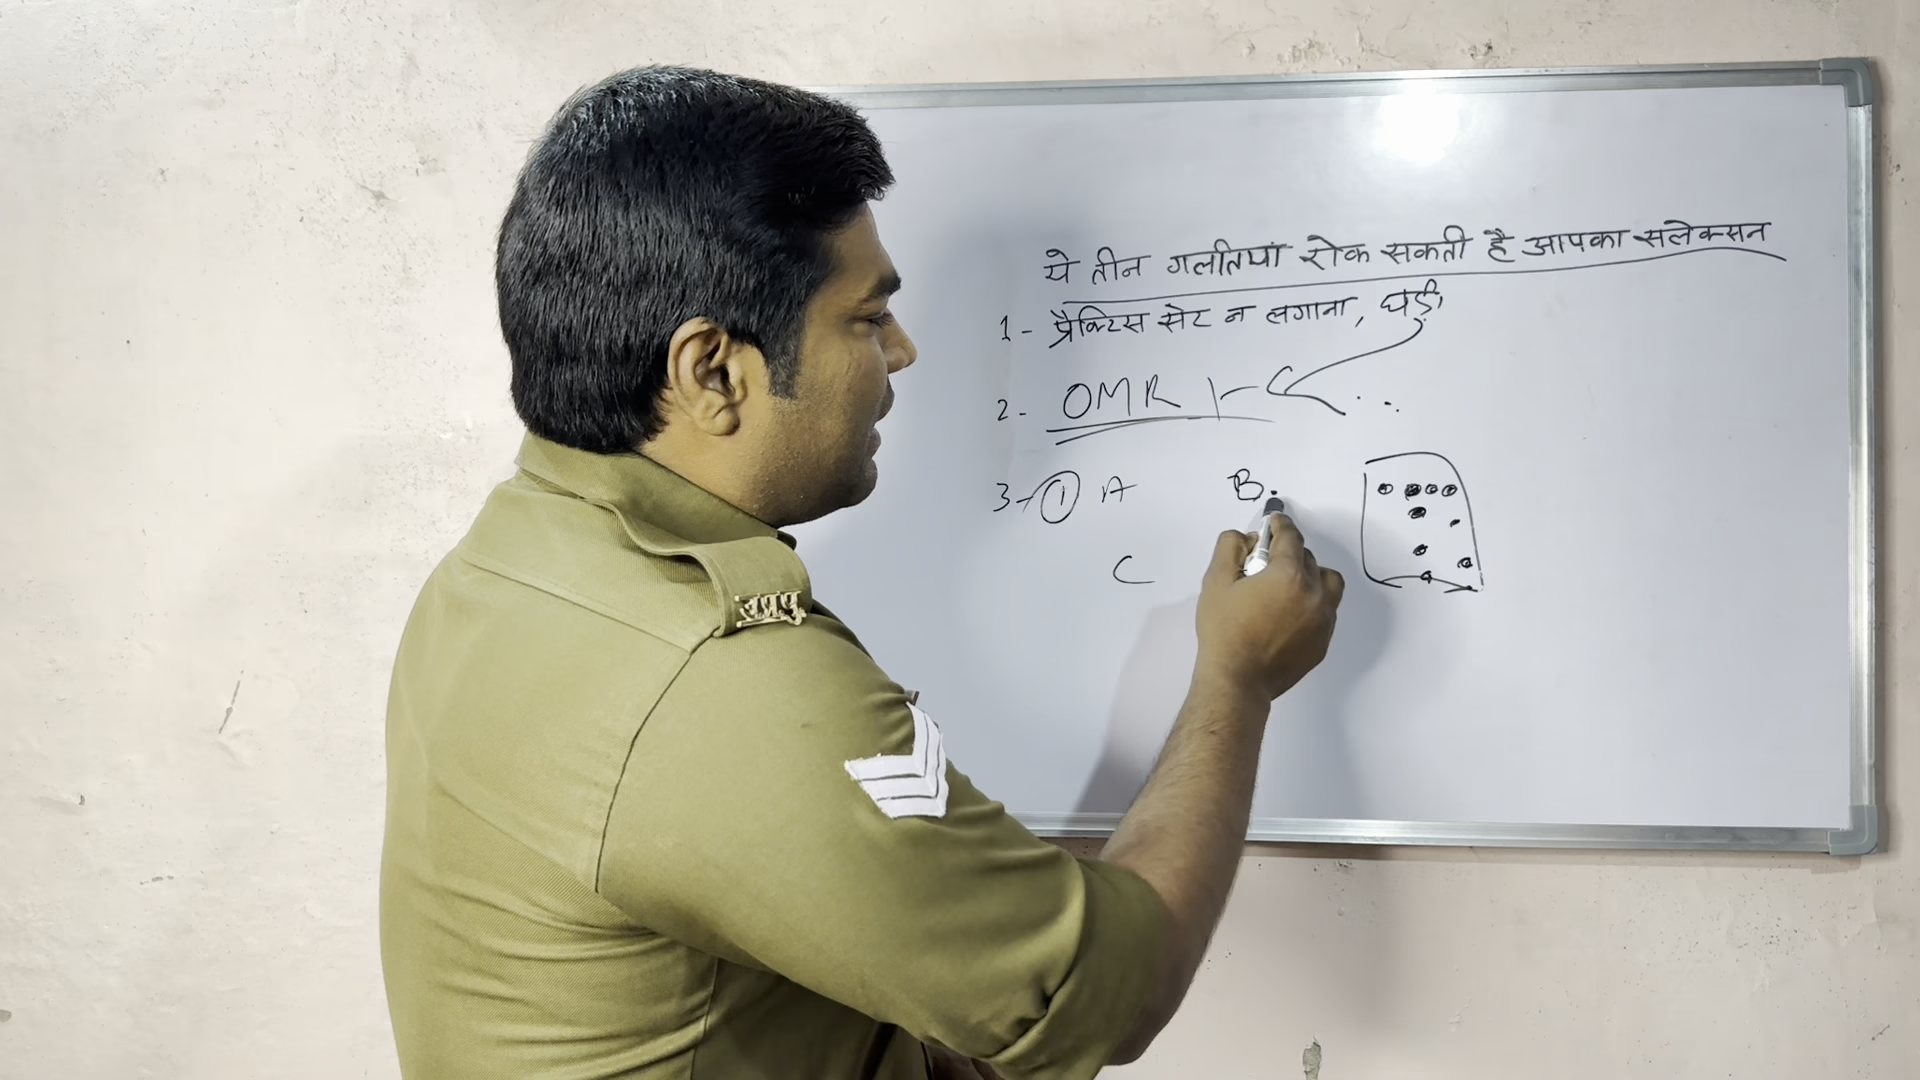 ये तीन गलतियां रोक सकती है आपका सलेक्सन
1- प्रैक्टिस सेट न लगाना, घड़ी
2- OMR
3- 1 A B.
C
उ.प्र.पु.